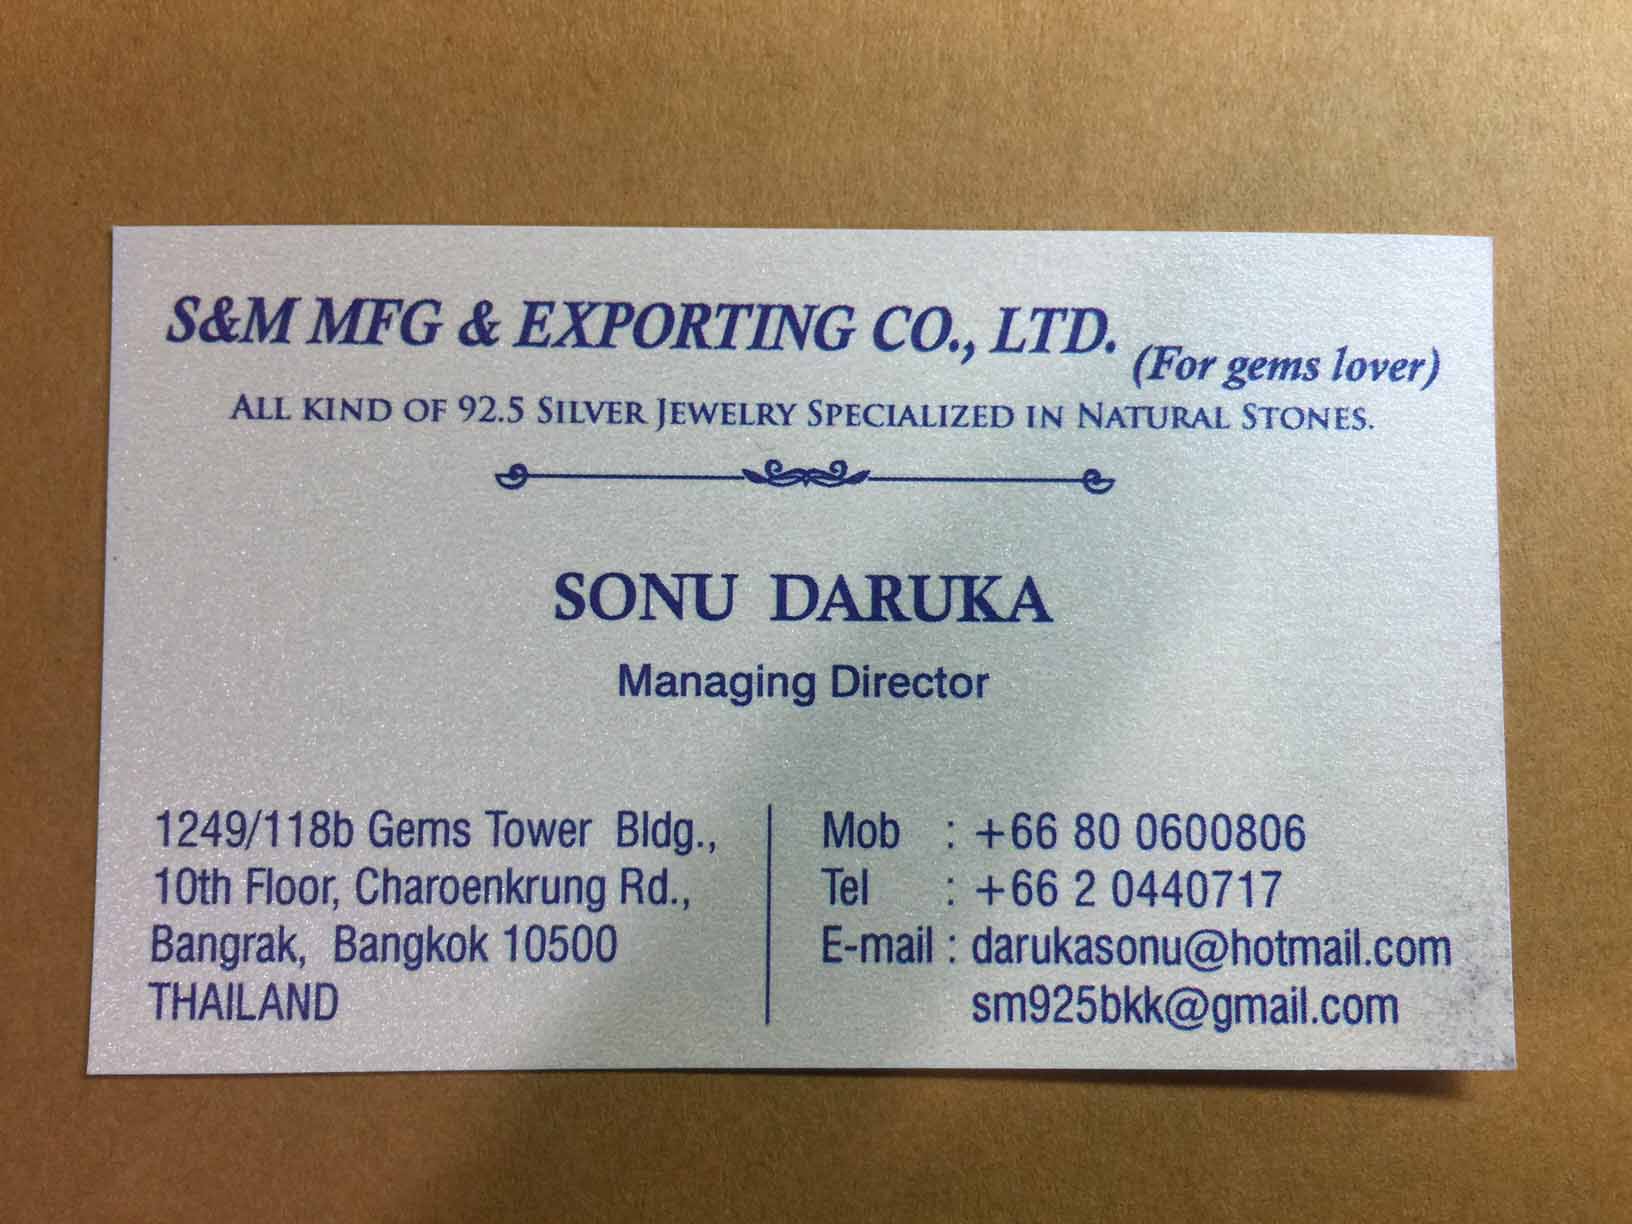 S&M MFG & EXPORTING CO., LTD. (For gems lover)
ALL KIND OF 92.5 SILVER JEWELRY SPECIALIZED IN NATURAL STONES.
SONU DARUKA
Managing Director
1249/118b Gems Tower Bldg.,
10th Floor, Charoenkrung Rd.,
Bangrak, Bangkok 10500
THAILAND
Mob : +66 80 0600806
Tel : +66 2 0440717
E-mail : darukasonu@hotmail.com
sm925bkk@gmail.com